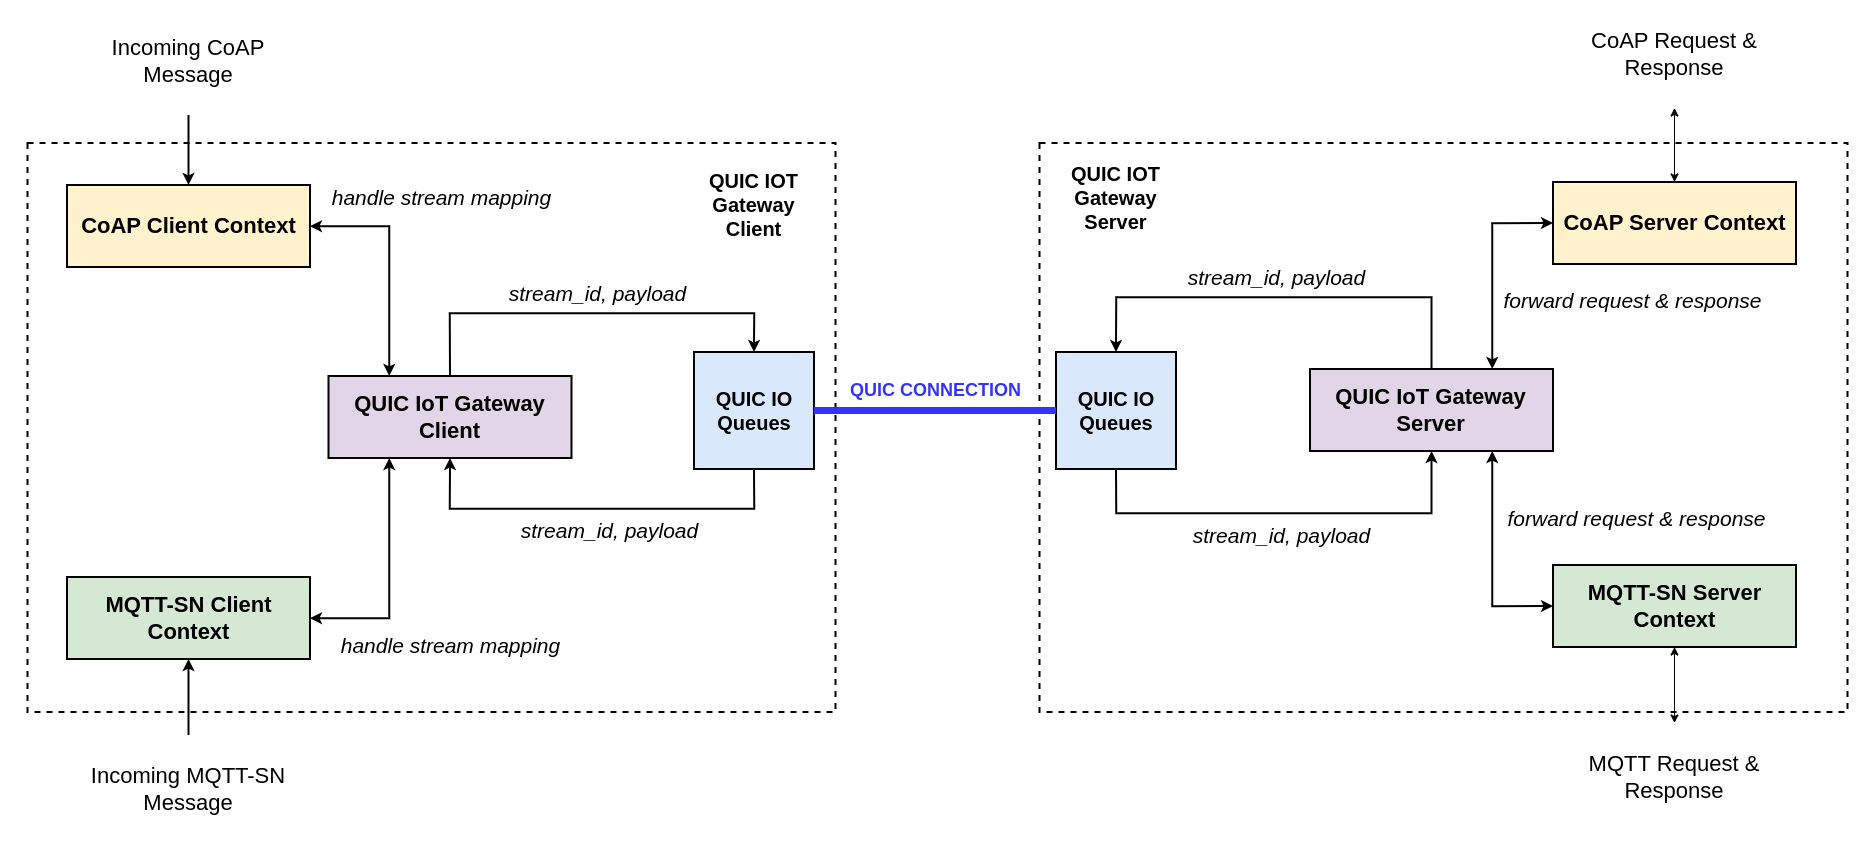 Incoming CoAP
Message
CoAP Request &
Response
QUIC IOT
Gateway
Client
QUIC IOT
Gateway
Server
CoAP Client Context
handle stream mapping
CoAP Server Context
stream_id, payload
stream_id, payload
forward request & response
QUIC IoT Gateway
Client
QUIC IO
Queues
QUIC CONNECTION
QUIC IO
Queues
QUIC IoT Gateway
Server
stream_id, payload
stream_id, payload
forward request & response
MQTT-SN Client
Context
handle stream mapping
MQTT-SN Server
Context
Incoming MQTT-SN
Message
MQTT Request &
Response